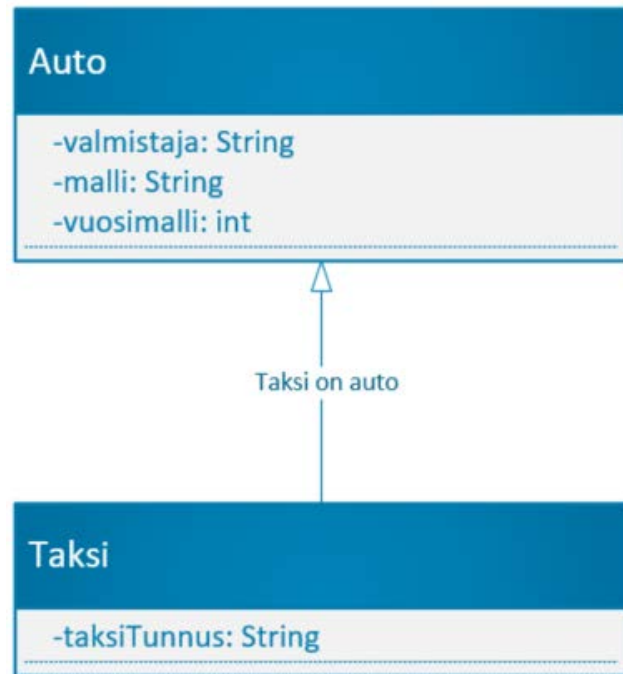 Auto
-valmistaja: String
-malli: String
-vuosimalli: int
Taksi on auto
Taksi
-taksiTunnus: String